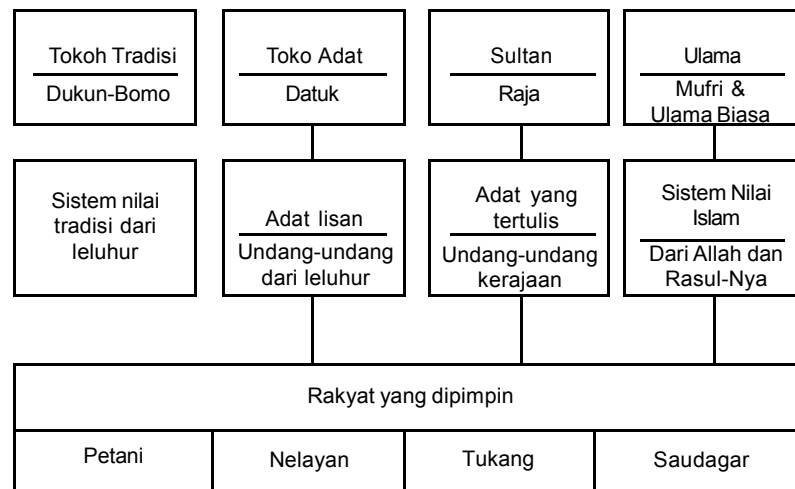 Tokoh Tradisi
Dukun-Bomo
Toko Adat
Datuk
Sultan
Raja
Ulama
Mufri &
Ulama Biasa
Sistem nilai
tradisi dari
leluhur
Adat lisan
Undang-undang
dari leluhur
Adat yang
tertulis
Undang-undang
kerajaan
Sistem Nilai
Islam
Dari Allah dan
Rasul-Nya
Rakyat yang dipimpin
Petani
Nelayan
Tukang
Saudagar